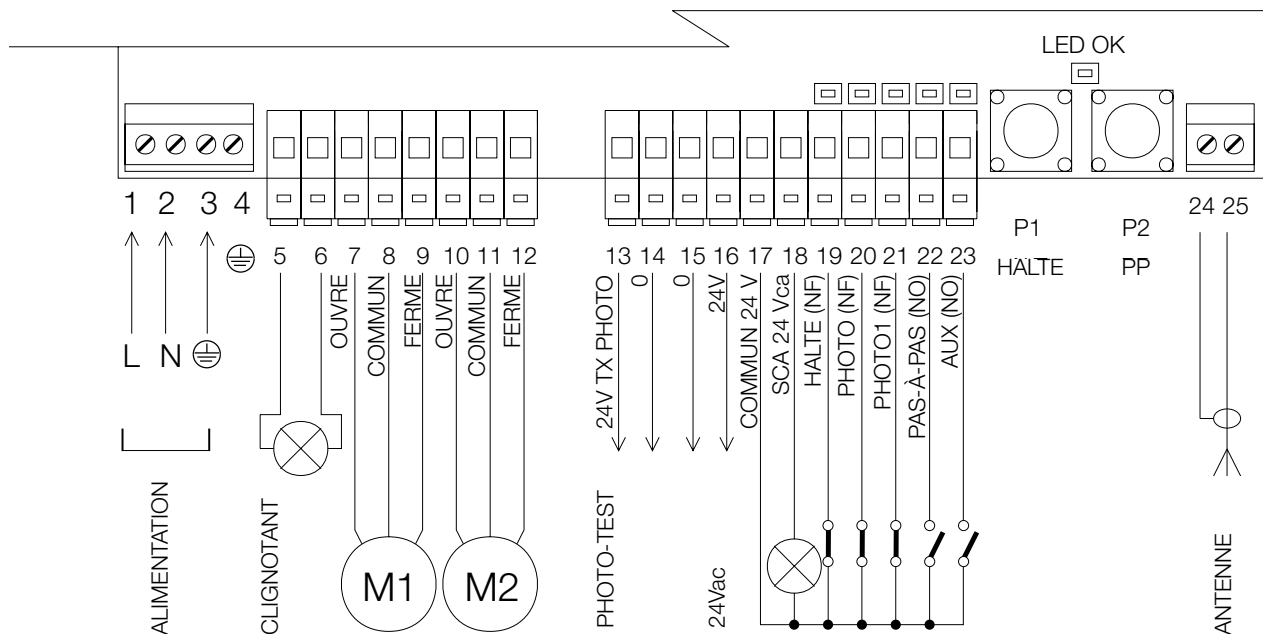 LED OK
1 2 3 4
24 25
P1 P2
HALTE PP
5 6 7 8 9 10 11 12
13 14 15 16 17 18 19 20 21 22 23
L N
OUVRE
COMMUN
FERME
OUVRE
COMMUN
FERME
24V TX PHOTO
0
0
24V
COMMUN 24 V
SCA 24 Vca
HALTE (NF)
PHOTO (NF)
PHOTO1 (NF)
PAS-À-PAS (NO)
AUX (NO)
M1 M2
ALIMENTATION
CLIGNOTANT
PHOTO-TEST
24Vac
ANTENNE